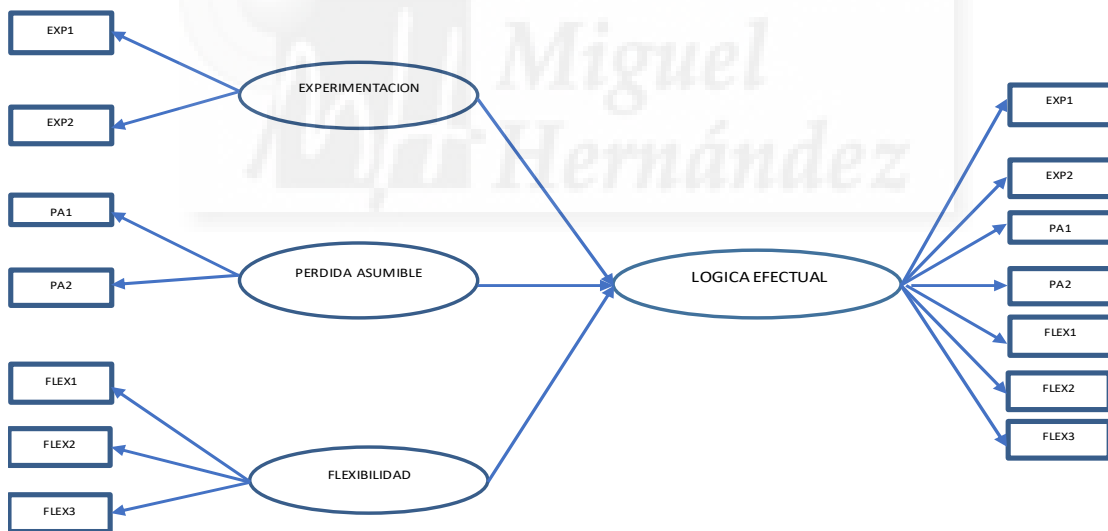 Miguel
Hernández
EXP1
EXP2
PA1
PA2
FLEX1
FLEX2
FLEX3
EXPERIMENTACION
PERDIDA ASUMIBLE
FLEXIBILIDAD
LOGICA EFECTUAL
EXP1
EXP2
PA1
PA2
FLEX1
FLEX2
FLEX3